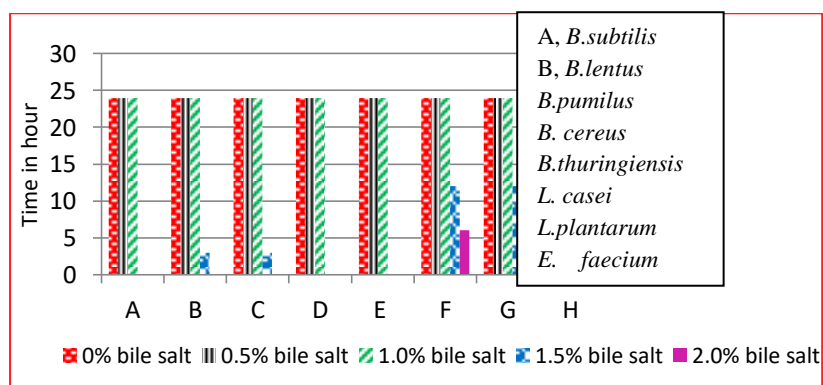 A, B.subtilis
B, B.lentus
B.pumilus
B. cereus
B.thuringiensis
L. casei
L.plantarum
E. faecium
Time in hour
30
25
20
15
10
5
0
A B C D E F G H
0% bile salt 0.5% bile salt 1.0% bile salt 1.5% bile salt 2.0% bile salt